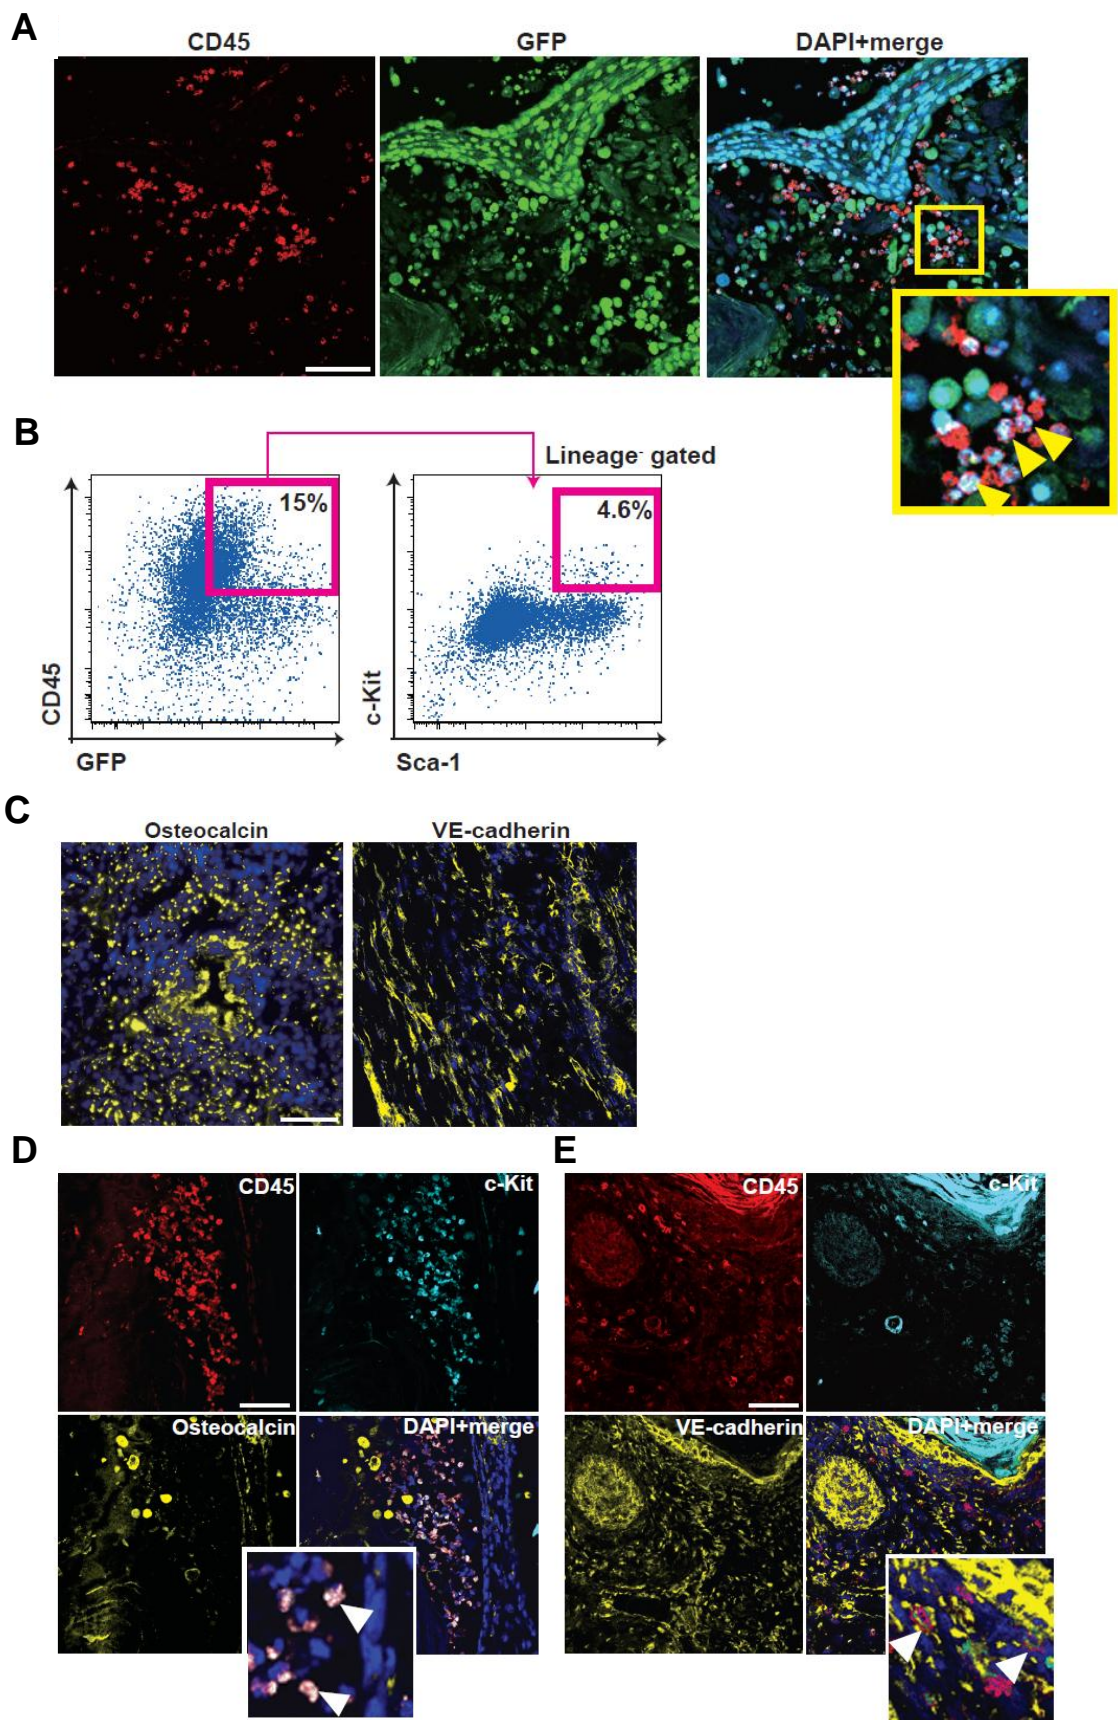 A
CD45 GFP DAPI+merge
B
Lineage- gated
15% 4.6%
CD45 c-Kit
GFP Sca-1
C
Osteocalcin VE-cadherin
D E
CD45 c-Kit CD45 c-Kit
Osteocalcin DAPI+merge VE-cadherin DAPI+merge